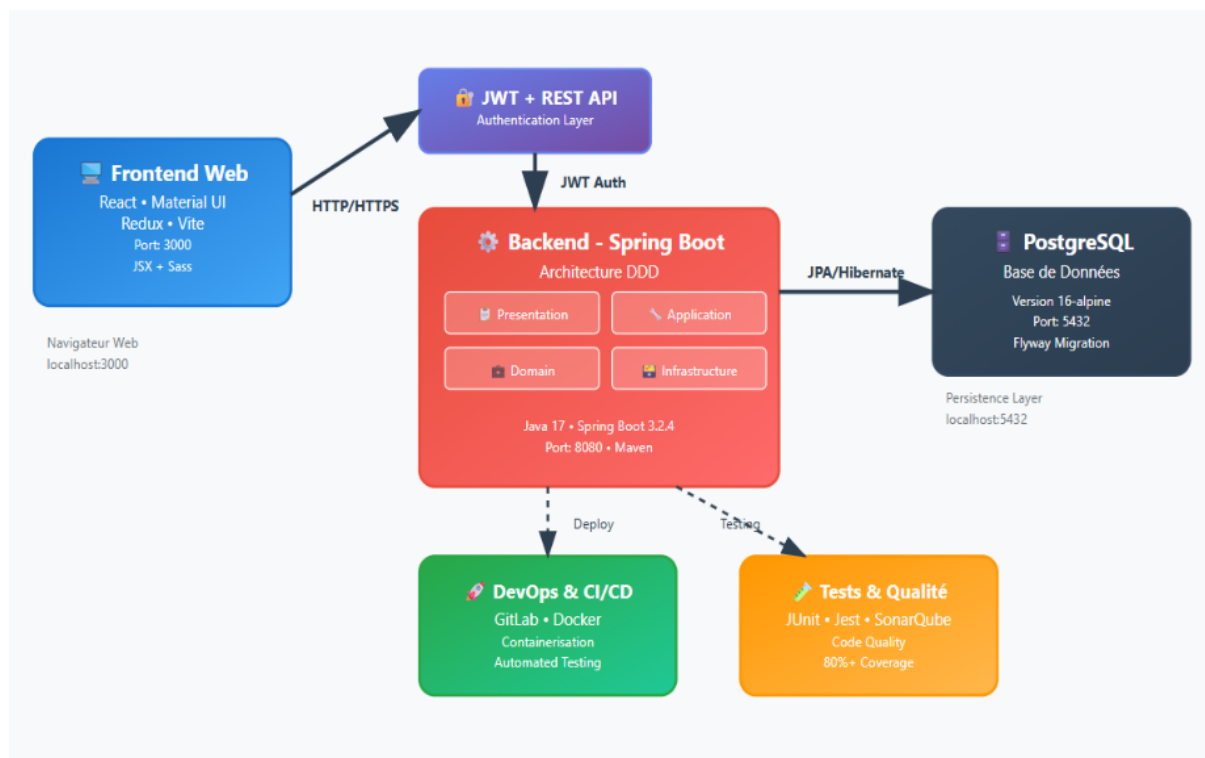 JWT + REST API
Authentication Layer
Frontend Web
React • Material UI
Redux • Vite
Port: 3000
JSX + Sass
HTTP/HTTPS
JWT Auth
Navigateur Web
localhost:3000
Backend - Spring Boot
Architecture DDD
Presentation
Application
Domain
Infrastructure
Java 17 • Spring Boot 3.2.4
Port: 8080 • Maven
JPA/Hibernate
PostgreSQL
Base de Données
Version 16-alpine
Port: 5432
Flyway Migration
Persistence Layer
localhost:5432
Deploy
Testing
DevOps & CI/CD
GitLab • Docker
Containerisation
Automated Testing
Tests & Qualité
JUnit • Jest • SonarQube
Code Quality
80%+ Coverage